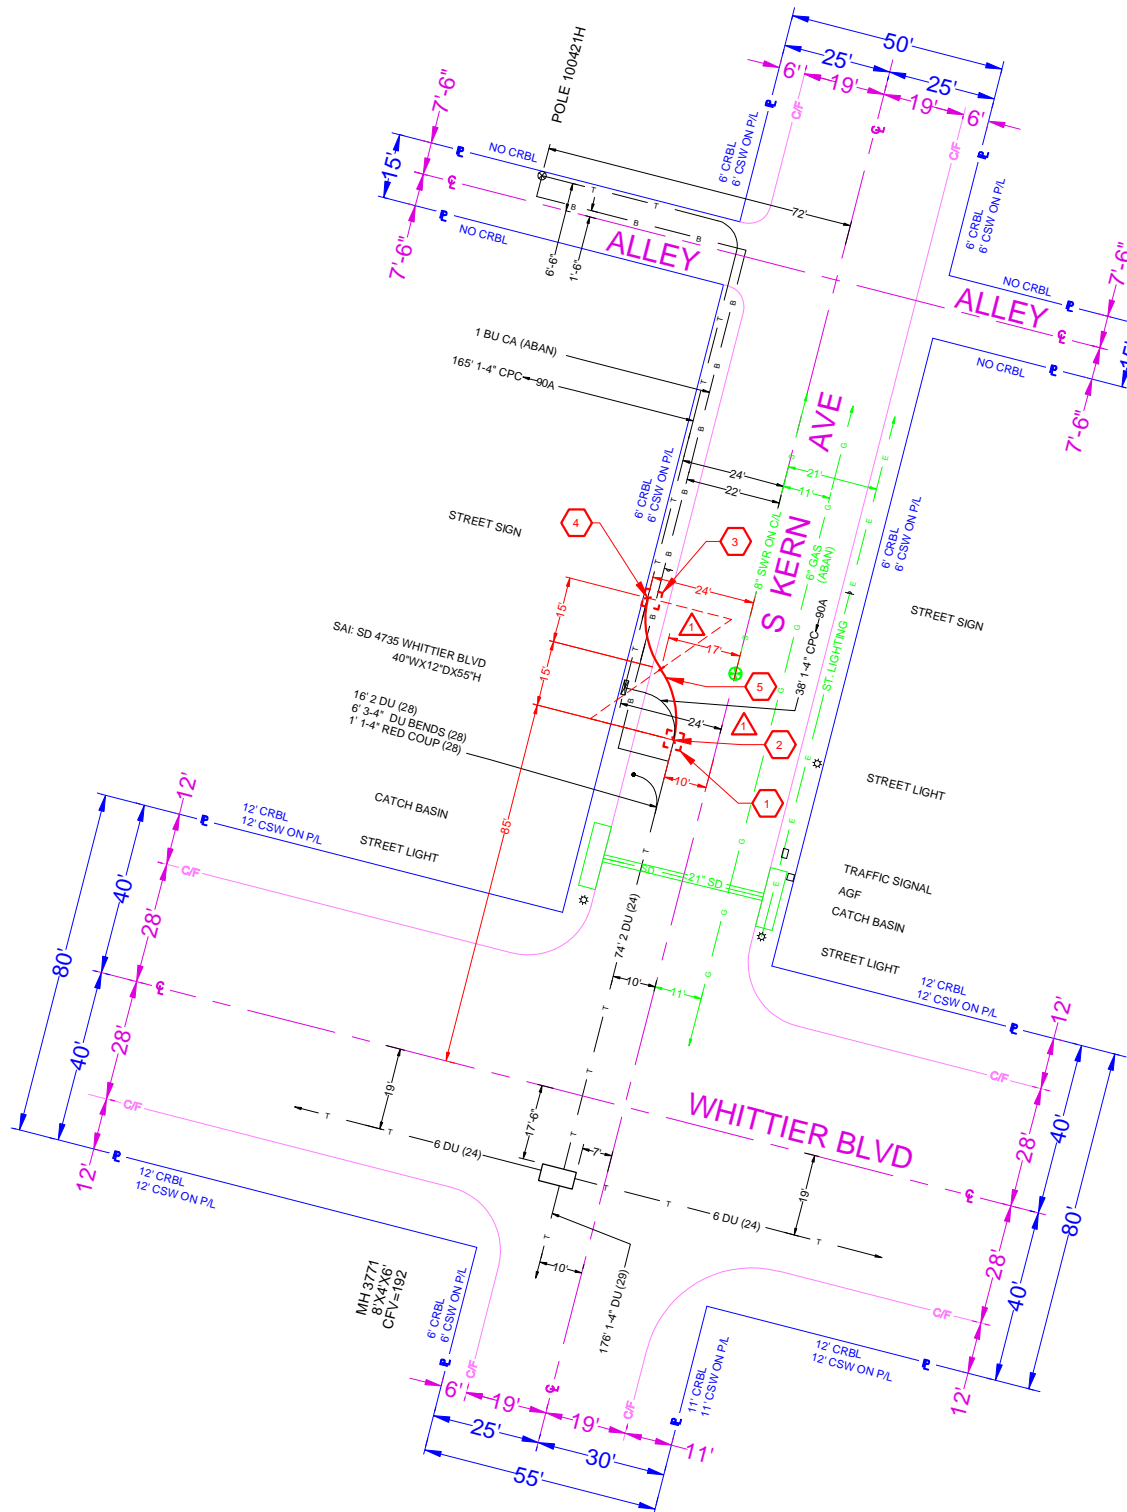 50'
25'
25'
6'
19'
19'
6'
C/F
C/F
6' CRBL
6' CSW ON P/L
6' CRBL
6' CSW ON P/L
POLE 100421H
7'-6"
15'
7'-6"
NO CRBL
NO CRBL
T
T
B
B
B
72'
6'-6"
1'-6"
ALLEY
ALLEY
NO CRBL
NO CRBL
7'-6"
15'
7'-6"
1 BU CA (ABAN)
165' 1-4" CPC 90A
6' CRBL
6' CSW ON P/L
24'
22'
21'
11'
S KERN AVE
8" SWR ON C/L
6" GAS
(ABAN)
38' 1-4" CPC 90A
ST. LIGHTING
6' CRBL
6' CSW ON P/L
STREET SIGN
STREET SIGN
4
3
24'
1
17'
5
24'
1
2
10'
1
15'
15'
85'
SAI: SD 4735 WHITTIER BLVD
40"WX12"DX55"H
16' 2 DU (28)
6' 3-4" DU BENDS (28)
1' 1-4" RED COUP (28)
CATCH BASIN
STREET LIGHT
STREET LIGHT
TRAFFIC SIGNAL
AGF
CATCH BASIN
STREET LIGHT
SD
21" SD
74' 2 DU (24)
10'
11'
12'
12' CRBL
12' CSW ON P/L
C/F
40'
28'
80'
40'
28'
12'
C/F
12' CRBL
12' CSW ON P/L
12' CRBL
12' CSW ON P/L
12'
C/F
WHITTIER BLVD
19'
6 DU (24)
17'-6"
7'
6 DU (24)
19'
28'
40'
80'
28'
40'
12'
C/F
12' CRBL
12' CSW ON P/L
10'
176' 1-4" DU (29)
MH 3771
8'X4'X6'
CFV=192
6' CRBL
6' CSW ON P/L
C/F
C/F
11' CRBL
11' CSW ON P/L
6'
19'
19'
11'
25'
30'
55'